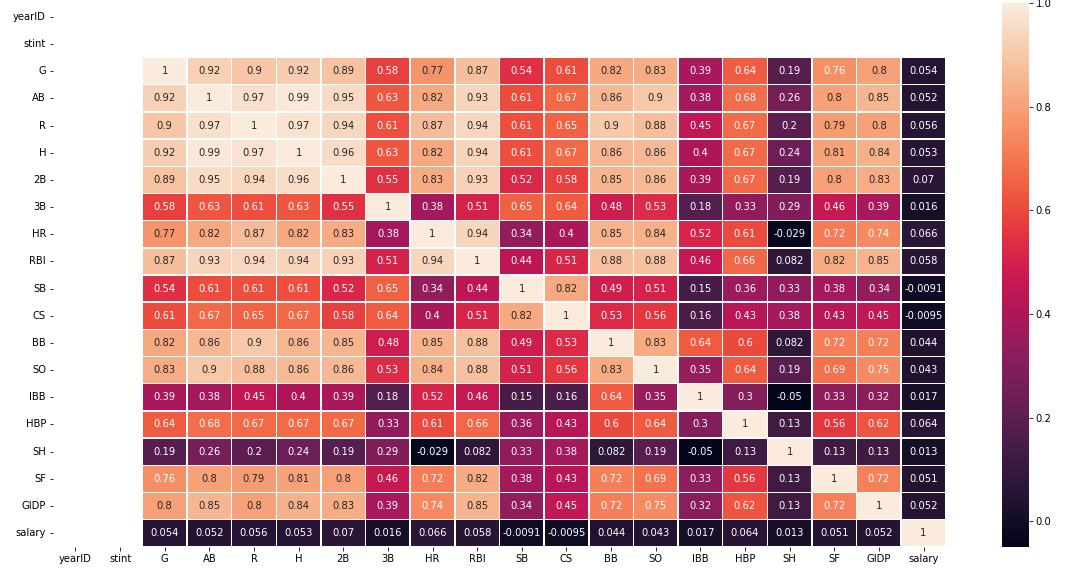 1.0
yearID
stint
G 1 0.92 0.9 0.92 0.89 0.58 0.77 0.87 0.54 0.61 0.82 0.83 0.39 0.64 0.19 0.76 0.8 0.054
AB 0.92 1 0.97 0.99 0.95 0.63 0.82 0.93 0.61 0.67 0.86 0.9 0.38 0.68 0.26 0.8 0.85 0.052
0.8
R 0.9 0.97 1 0.97 0.94 0.61 0.87 0.94 0.61 0.65 0.9 0.88 0.45 0.67 0.2 0.79 0.8 0.056
H 0.92 0.99 0.97 1 0.96 0.63 0.82 0.94 0.61 0.67 0.86 0.86 0.4 0.67 0.24 0.81 0.84 0.053
2B 0.89 0.95 0.94 0.96 1 0.55 0.83 0.93 0.52 0.58 0.85 0.86 0.39 0.67 0.19 0.8 0.83 0.07
3B 0.58 0.63 0.61 0.63 0.55 1 0.38 0.51 0.65 0.64 0.48 0.53 0.18 0.33 0.29 0.46 0.39 0.016
0.6
HR 0.77 0.82 0.87 0.82 0.83 0.38 1 0.94 0.34 0.4 0.85 0.84 0.52 0.61 -0.029 0.72 0.74 0.066
RBI 0.87 0.93 0.94 0.94 0.93 0.51 0.94 1 0.44 0.51 0.88 0.88 0.46 0.66 0.082 0.82 0.85 0.058
SB 0.54 0.61 0.61 0.61 0.52 0.65 0.34 0.44 1 0.82 0.49 0.51 0.15 0.36 0.33 0.38 0.34 -0.0091
CS 0.61 0.67 0.65 0.67 0.58 0.64 0.4 0.51 0.82 1 0.53 0.56 0.16 0.43 0.38 0.43 0.45 -0.0095
0.4
BB 0.82 0.86 0.9 0.86 0.85 0.48 0.85 0.88 0.49 0.53 1 0.83 0.64 0.6 0.082 0.72 0.72 0.044
SO 0.83 0.9 0.88 0.86 0.86 0.53 0.84 0.88 0.51 0.56 0.83 1 0.35 0.64 0.19 0.69 0.75 0.043
IBB 0.39 0.38 0.45 0.4 0.39 0.18 0.52 0.46 0.15 0.16 0.64 0.35 1 0.3 -0.05 0.33 0.32 0.017
0.2
HBP 0.64 0.68 0.67 0.67 0.67 0.33 0.61 0.66 0.36 0.43 0.6 0.64 0.3 1 0.13 0.56 0.62 0.064
SH 0.19 0.26 0.2 0.24 0.19 0.29 -0.029 0.082 0.33 0.38 0.082 0.19 -0.05 0.13 1 0.13 0.13 0.013
SF 0.76 0.8 0.79 0.81 0.8 0.46 0.72 0.82 0.38 0.43 0.72 0.69 0.33 0.56 0.13 1 0.72 0.051
GIDP 0.8 0.85 0.8 0.84 0.83 0.39 0.74 0.85 0.34 0.45 0.72 0.75 0.32 0.62 0.13 0.72 1 0.052
0.0
salary 0.054 0.052 0.056 0.053 0.07 0.016 0.066 0.058 -0.0091 -0.0095 0.044 0.043 0.017 0.064 0.013 0.051 0.052 1
yearID stint G AB R H 2B 3B HR RBI SB CS BB SO IBB HBP SH SF GIDP salary